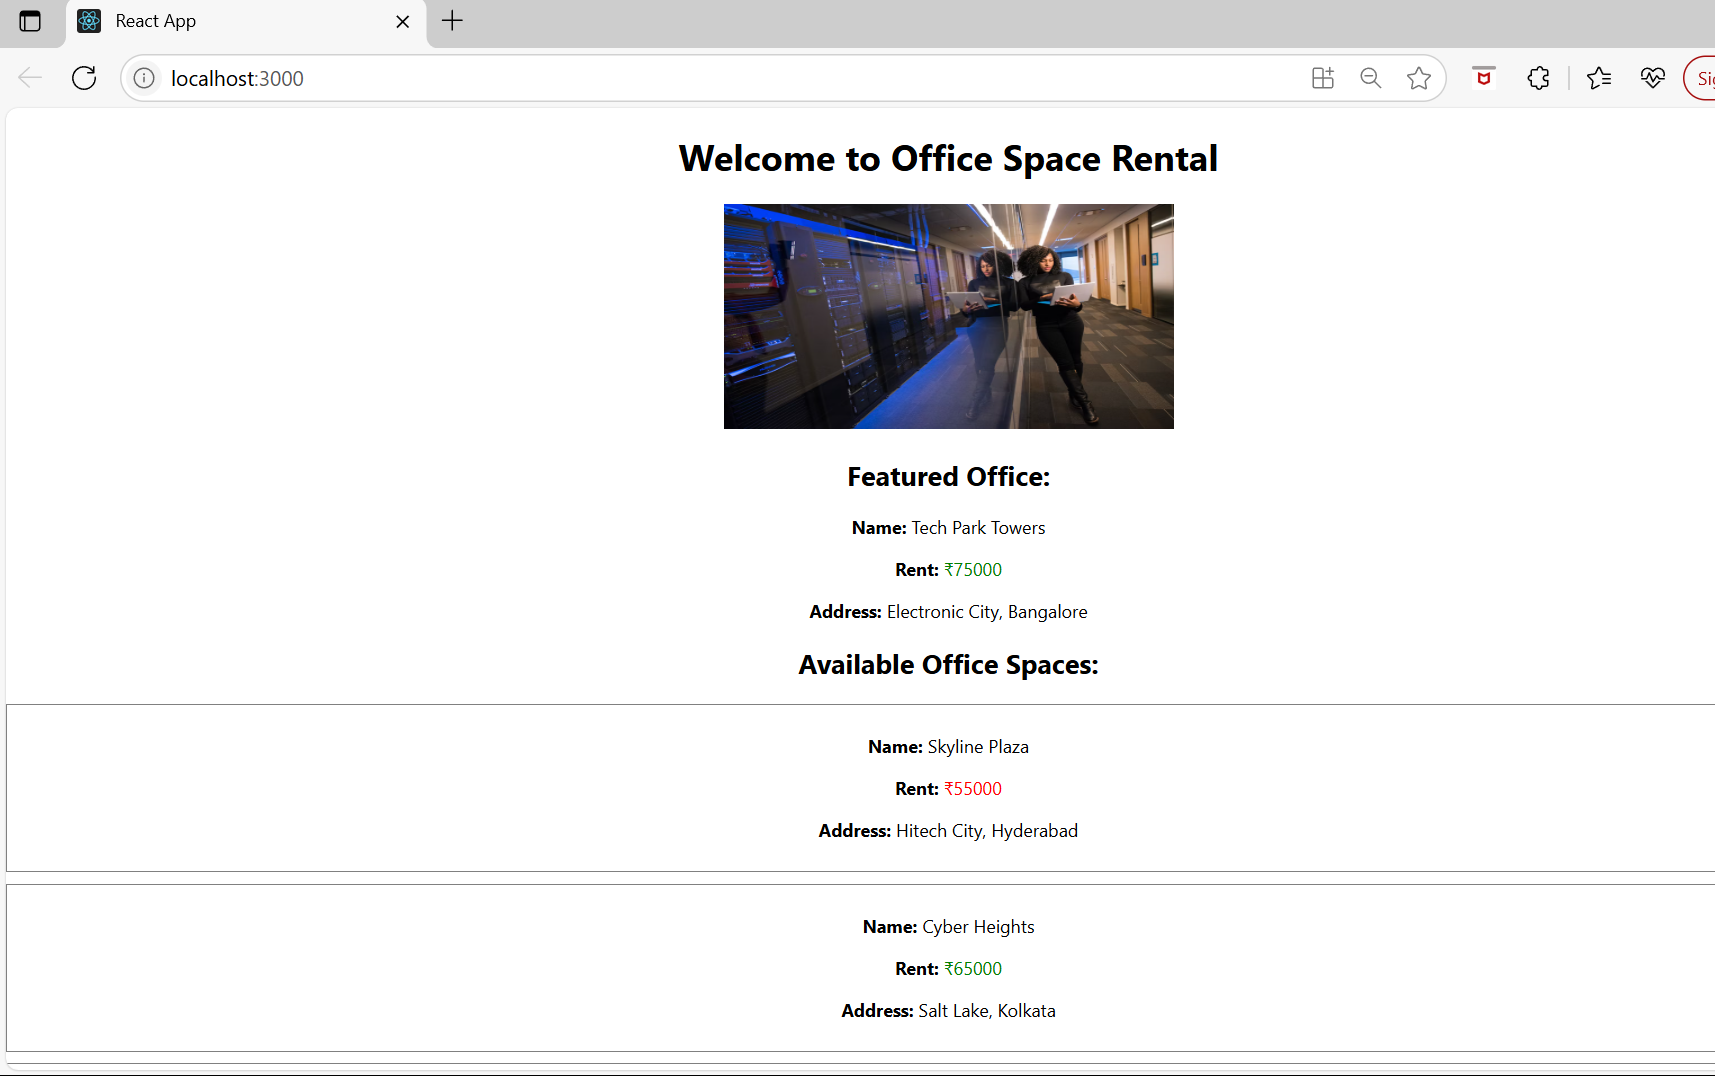 React App
localhost:3000
Welcome to Office Space Rental
Featured Office:
Name: Tech Park Towers
Rent: ₹75000
Address: Electronic City, Bangalore
Available Office Spaces:
Name: Skyline Plaza
Rent: ₹55000
Address: Hitech City, Hyderabad
Name: Cyber Heights
Rent: ₹65000
Address: Salt Lake, Kolkata